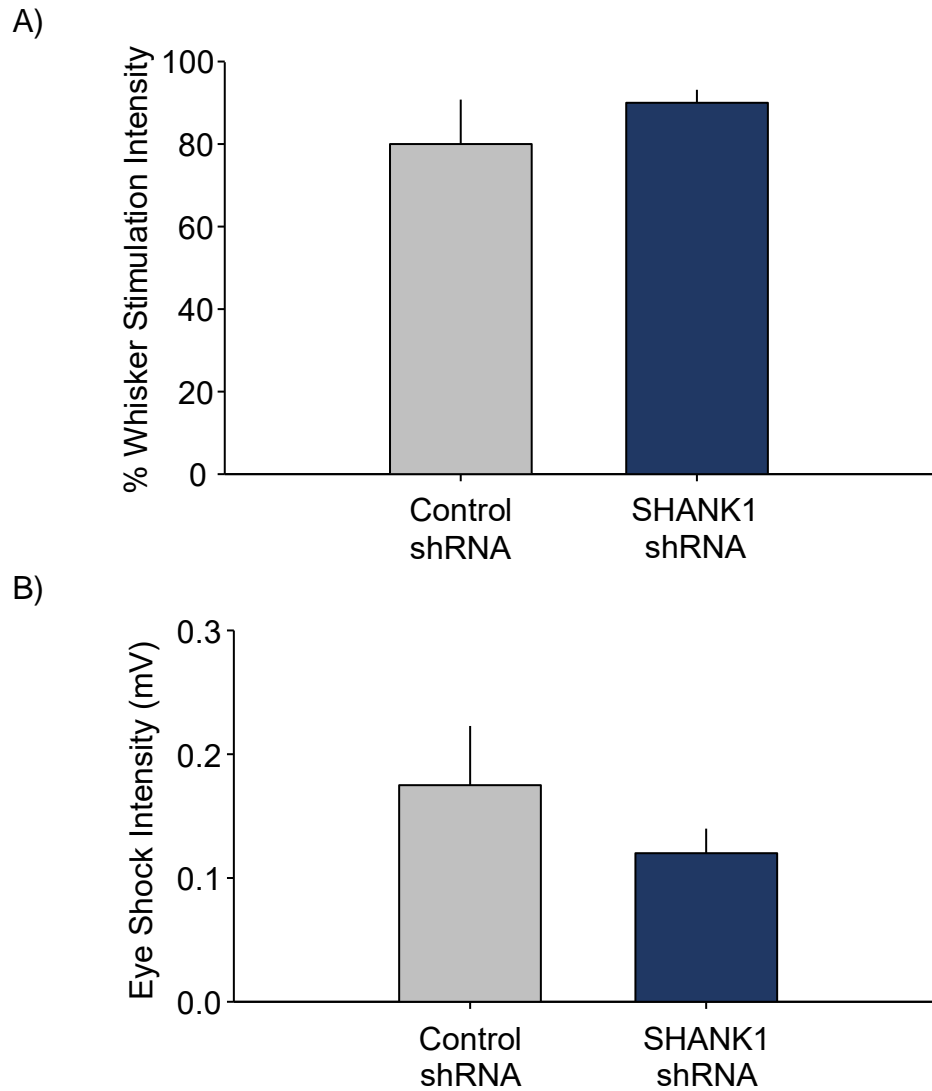 A)
% Whisker Stimulation Intensity
100
80
60
40
20
0
Control
shRNA
SHANK1
shRNA
B)
Eye Shock Intensity (mV)
0.3
0.2
0.1
0.0
Control
shRNA
SHANK1
shRNA